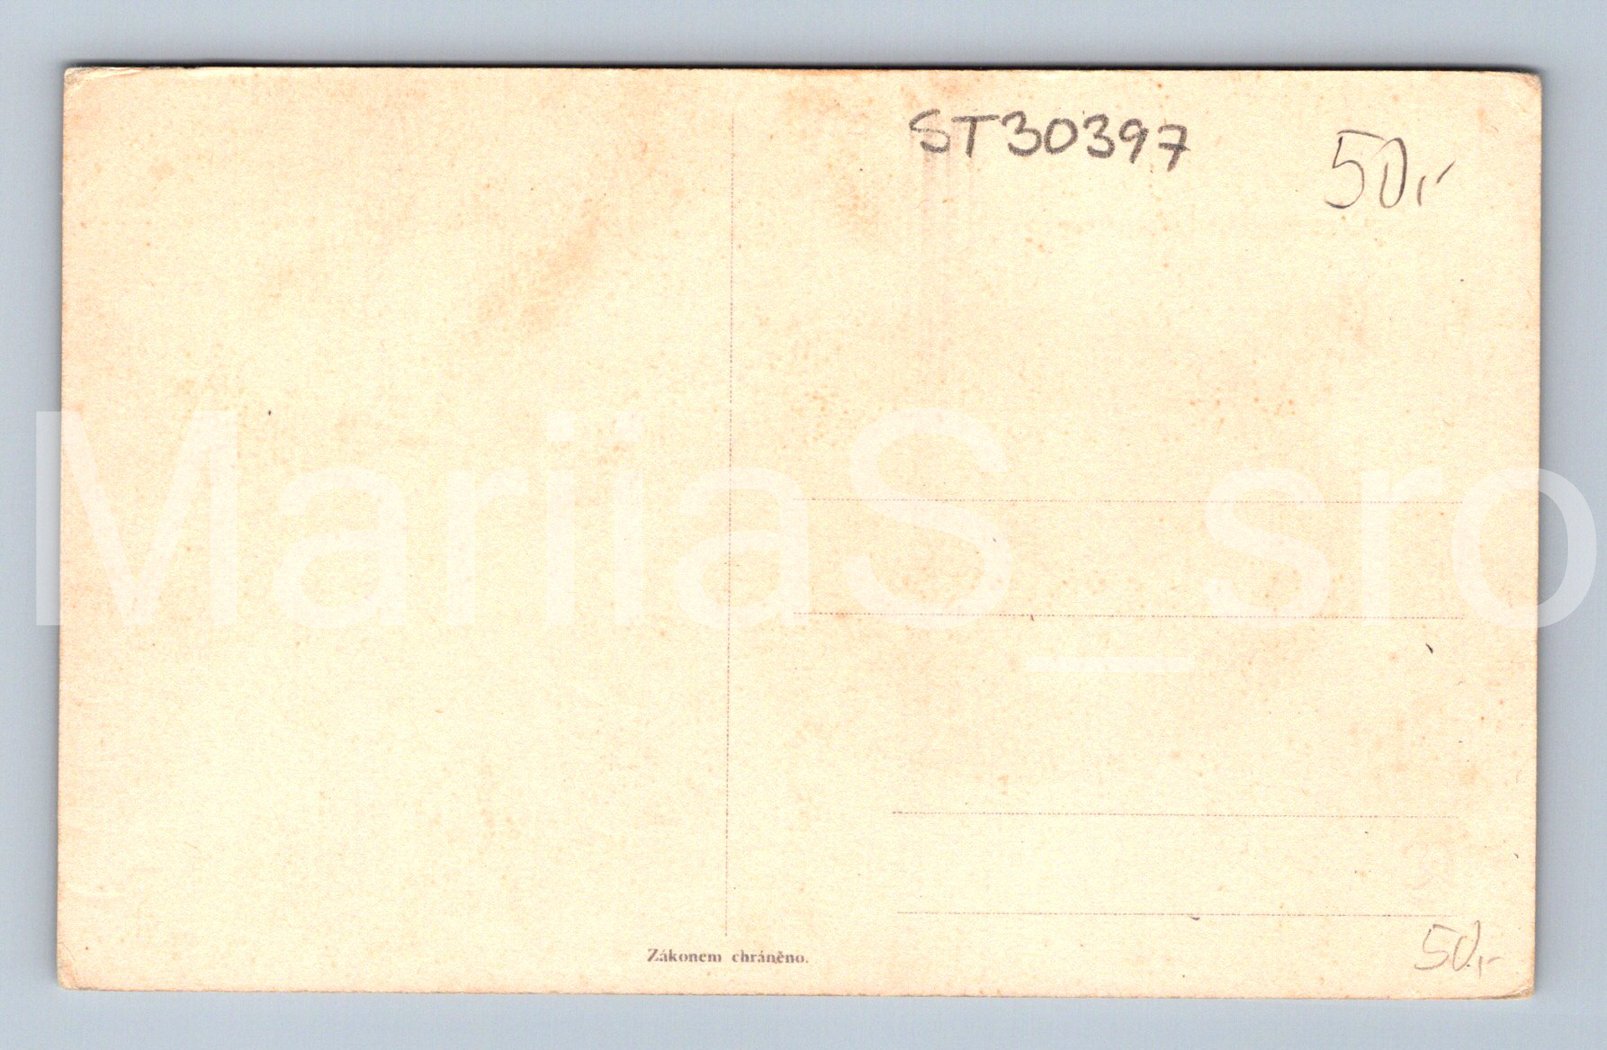 ST30397
50,-
MariiaS_sro
Zákonem chráněno.
50,-